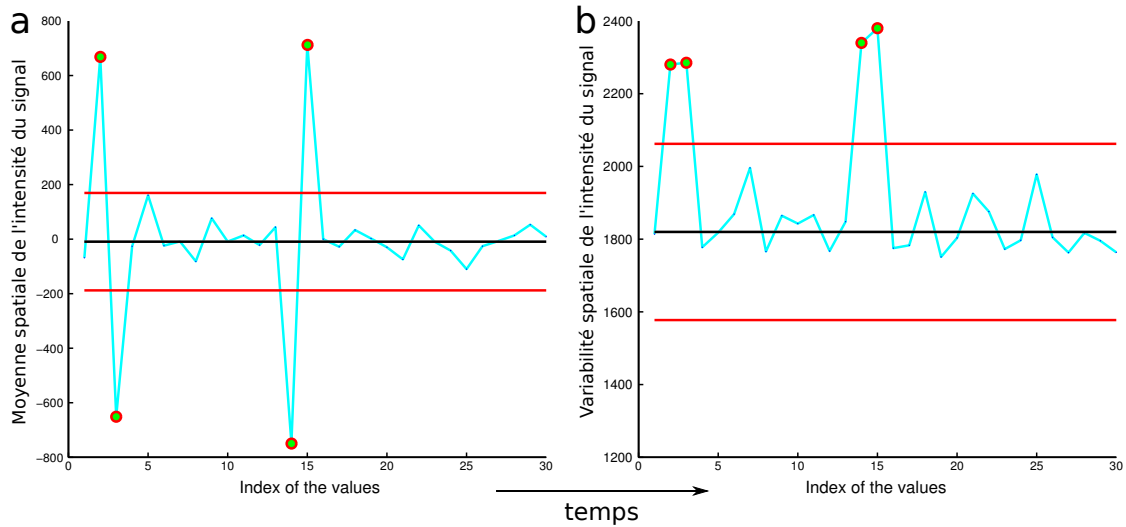 a
Moyenne spatiale de l'intensité du signal
800
600
400
200
0
−200
−400
−600
−800
0 5 10 15 20 25 30
Index of the values
b
Variabilité spatiale de l'intensité du signal
2400
2200
2000
1800
1600
1400
1200
0 5 10 15 20 25 30
Index of the values
temps